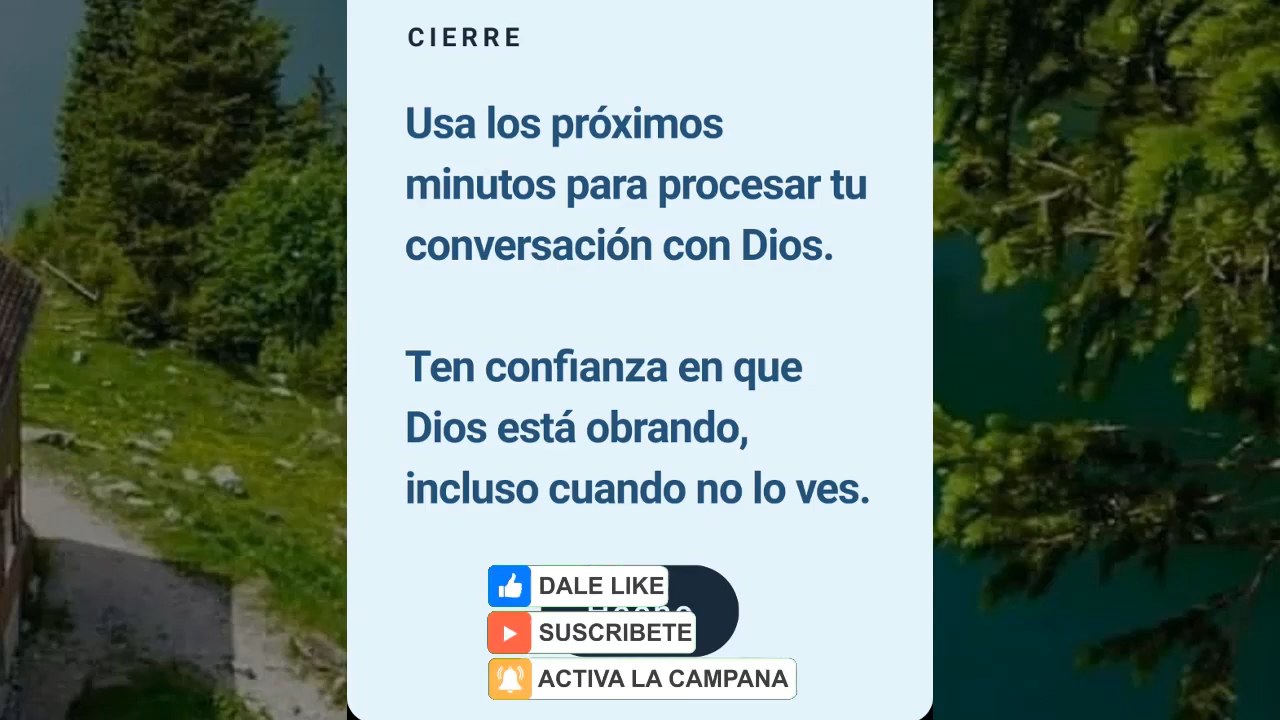 CIERRE
Usa los próximos
minutos para procesar tu
conversación con Dios.
Ten confianza en que
Dios está obrando,
incluso cuando no lo ves.
DALE LIKE
SUSCRIBETE
ACTIVA LA CAMPANA